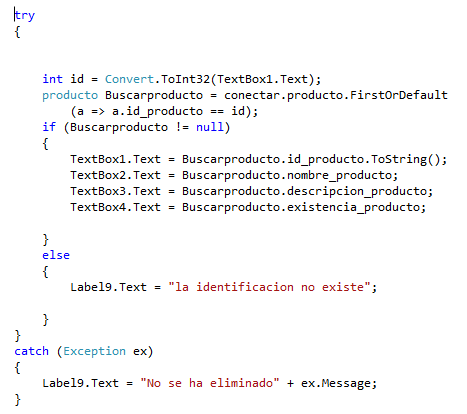 try
{
int id = Convert.ToInt32(TextBox1.Text);
producto Buscarproducto = conectar.producto.FirstOrDefault
(a => a.id_producto == id);
if (Buscarproducto != null)
{
TextBox1.Text = Buscarproducto.id_producto.ToString();
TextBox2.Text = Buscarproducto.nombre_producto;
TextBox3.Text = Buscarproducto.descripcion_producto;
TextBox4.Text = Buscarproducto.existencia_producto;
}
else
{
Label9.Text = "la identificacion no existe";
}
}
catch (Exception ex)
{
Label9.Text = "No se ha eliminado" + ex.Message;
}